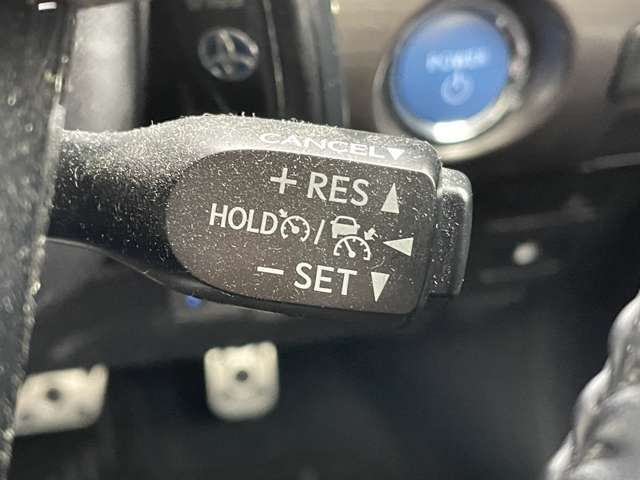 POWER
CANCEL▼
+ RES ▲
HOLD / ◀
− SET ▼